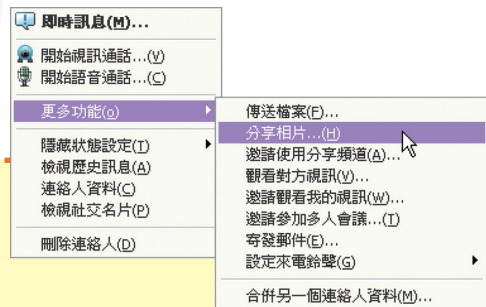 即時訊息(M)...
開始視訊通話...(V)
開始語音通話...(C)
更多功能(o)
隱藏狀態設定(T)
檢視歷史訊息(A)
連絡人資料(C)
檢視社交名片(P)
刪除連絡人(D)
傳送檔案(F)...
分享相片...(H)
邀請使用分享頻道(A)...
觀看對方視訊(V)...
邀請觀看我的視訊(W)...
邀請參加多人會議...(T)
寄發郵件(E)...
設定來電鈴聲(G)
合併另一個連絡人資料(M)...